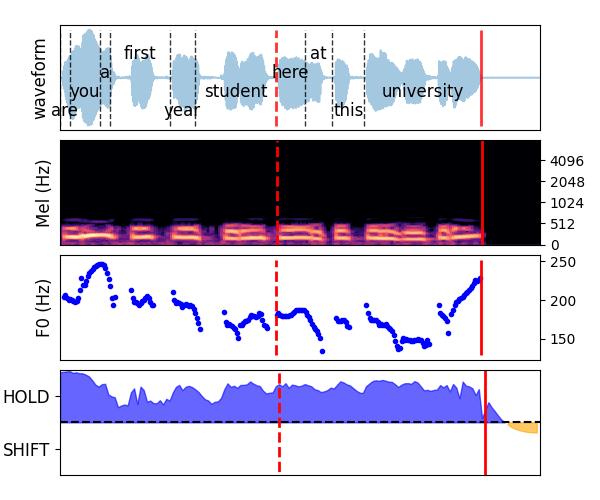 waveform
are you a first year student here at this university
Mel (Hz)
4096
2048
1024
512
0
F0 (Hz)
250
200
150
HOLD
SHIFT